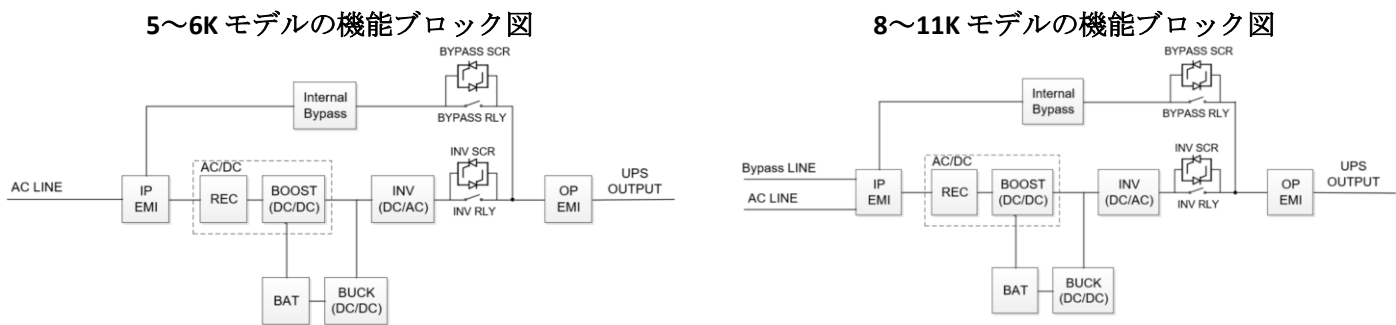 5～6K モデルの機能ブロック図
BYPASS SCR
Internal
Bypass
BYPASS RLY
AC/DC
INV SCR
AC LINE
IP
EMI
REC
BOOST
(DC/DC)
INV
(DC/AC)
INV RLY
OP
EMI
UPS
OUTPUT
BAT
BUCK
(DC/DC)
8～11K モデルの機能ブロック図
BYPASS SCR
Internal
Bypass
BYPASS RLY
AC/DC
INV SCR
Bypass LINE
AC LINE
IP
EMI
REC
BOOST
(DC/DC)
INV
(DC/AC)
INV RLY
OP
EMI
UPS
OUTPUT
BAT
BUCK
(DC/DC)